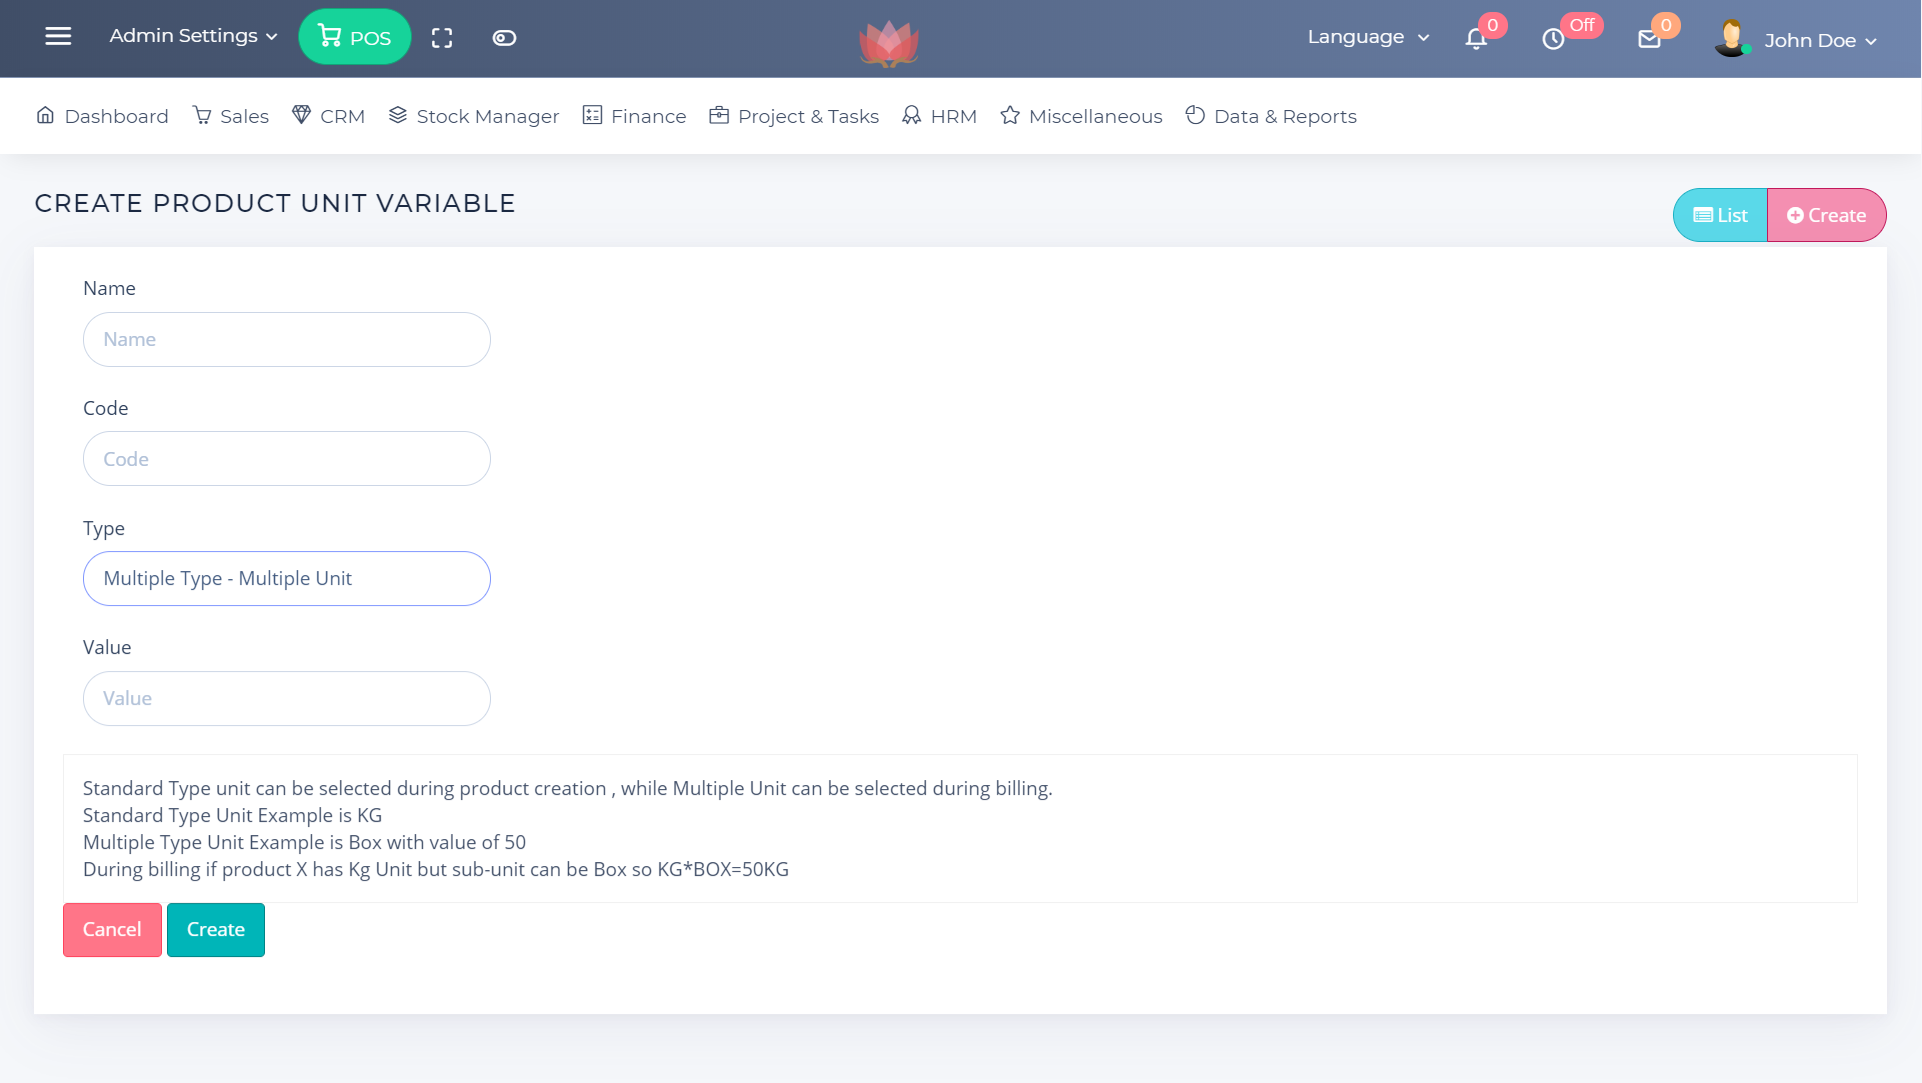 Admin Settings
POS
Language
0
Off
0
John Doe
Dashboard
Sales
CRM
Stock Manager
Finance
Project & Tasks
HRM
Miscellaneous
Data & Reports
CREATE PRODUCT UNIT VARIABLE
List
Create
Name
Name
Code
Code
Type
Multiple Type - Multiple Unit
Value
Value
Standard Type unit can be selected during product creation , while Multiple Unit can be selected during billing.
Standard Type Unit Example is KG
Multiple Type Unit Example is Box with value of 50
During billing if product X has Kg Unit but sub-unit can be Box so KG*BOX=50KG
Cancel
Create